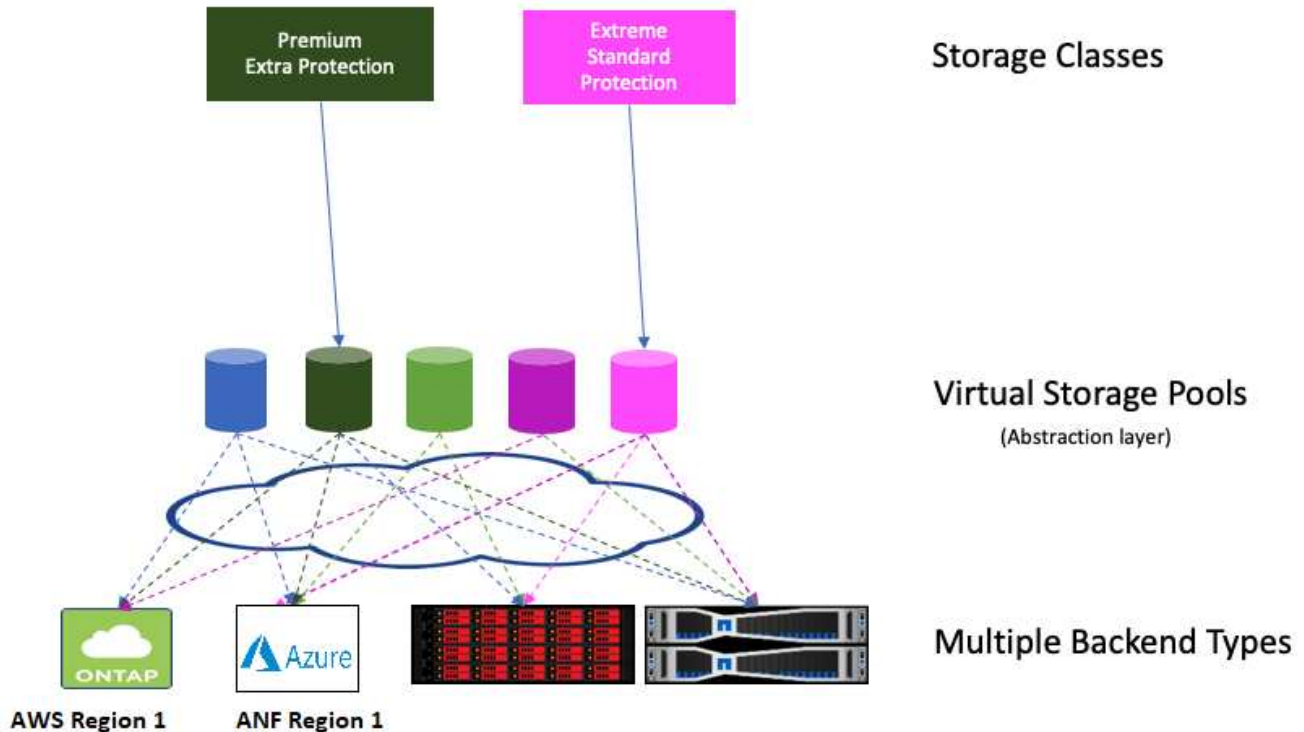 Premium
Extra Protection
Extreme
Standard
Protection
Storage Classes
Virtual Storage Pools
(Abstraction layer)
ONTAP
Azure
Multiple Backend Types
AWS Region 1
ANF Region 1